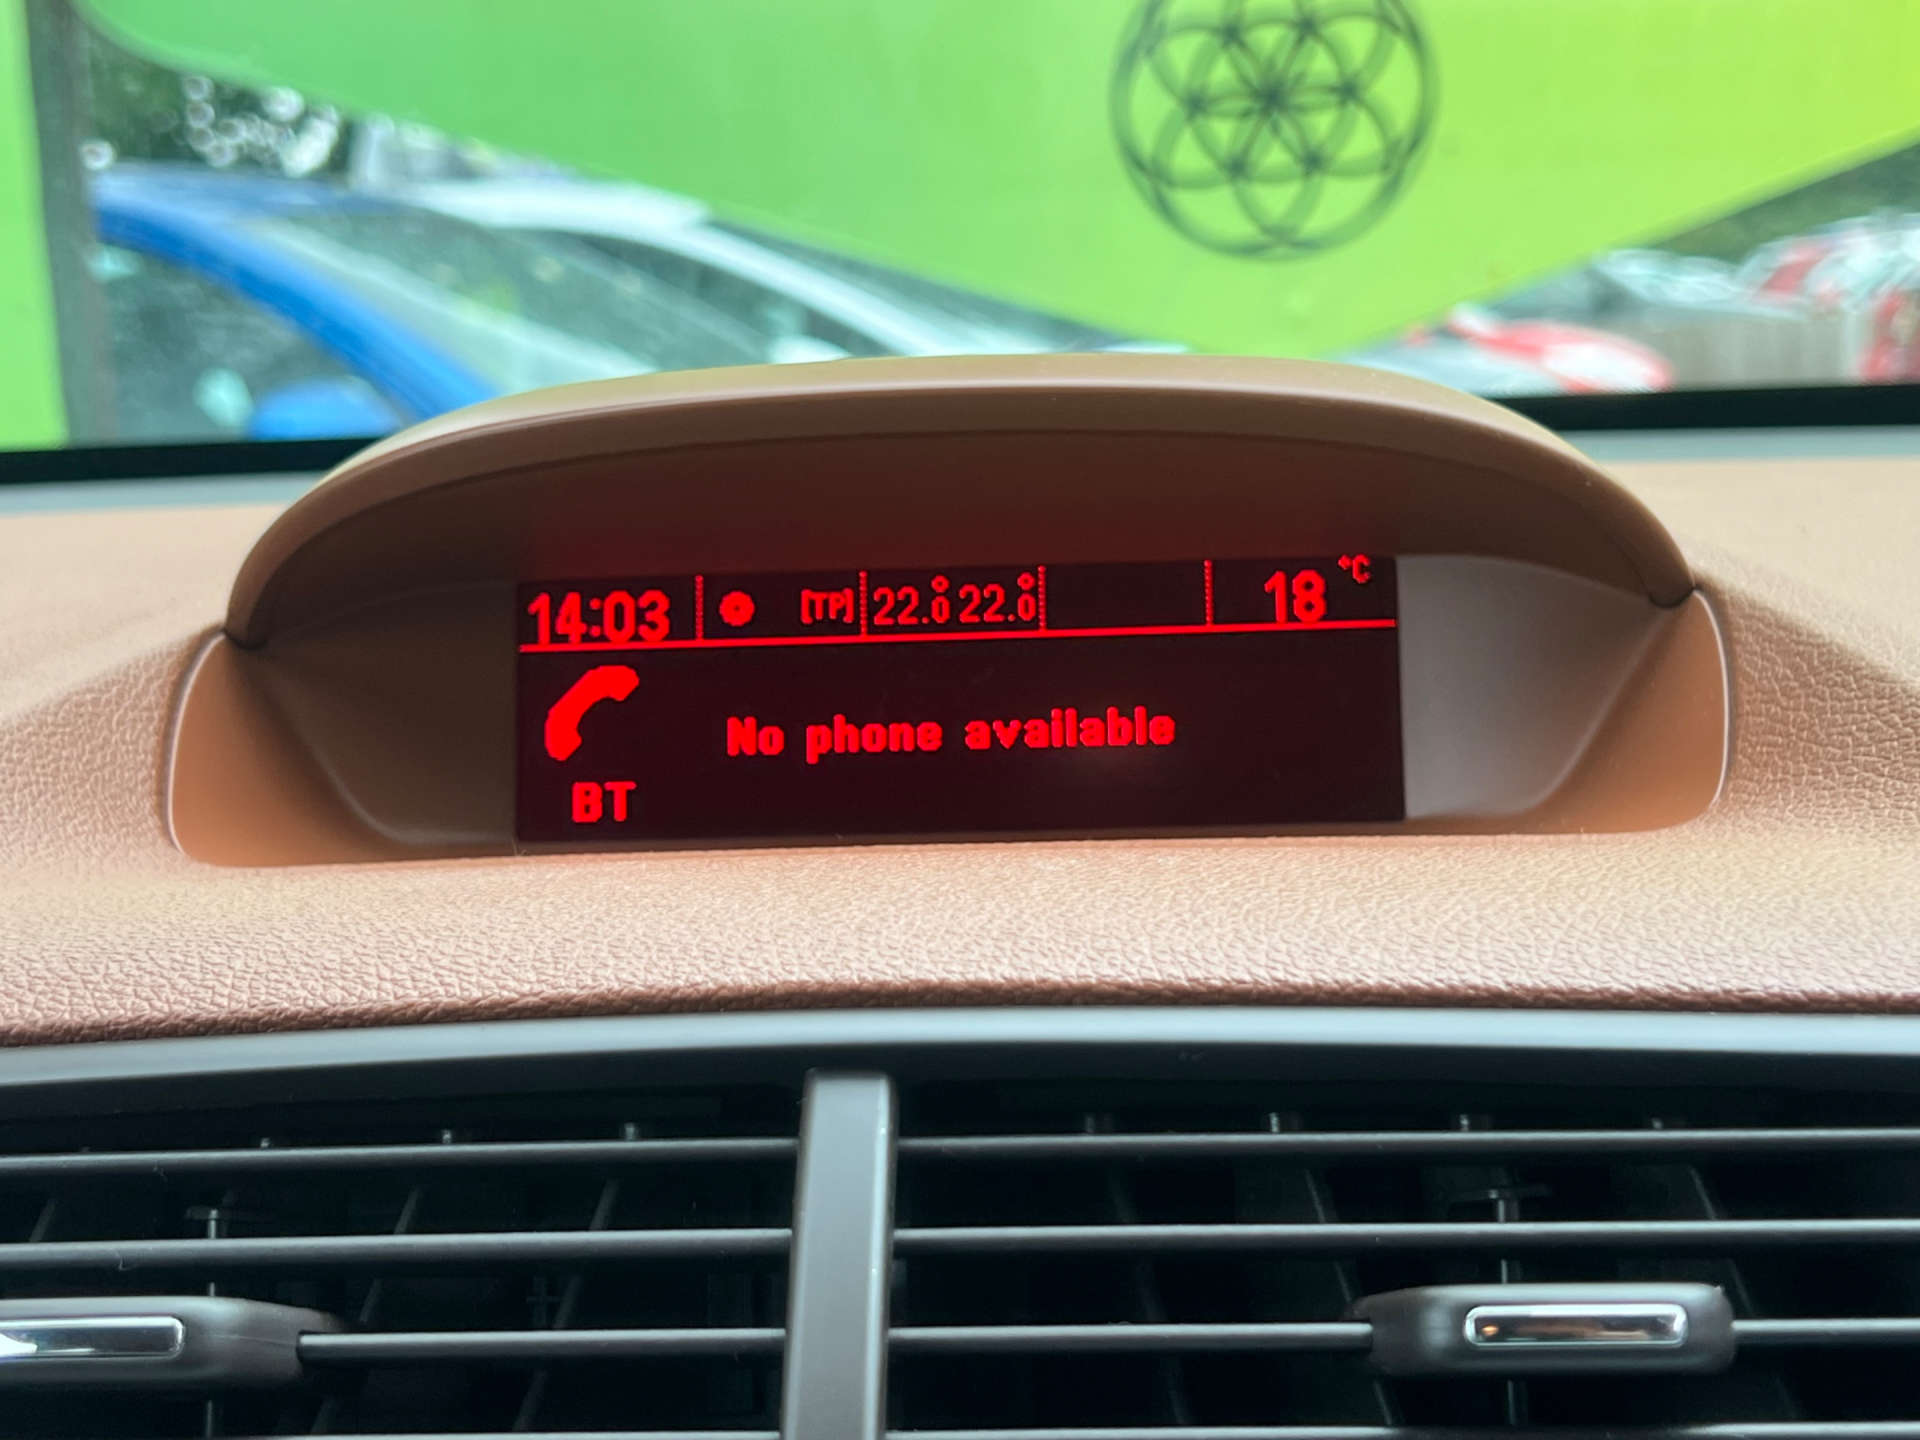 14:03 [TP] 22.0° 22.0° 18 °C
No phone available
BT